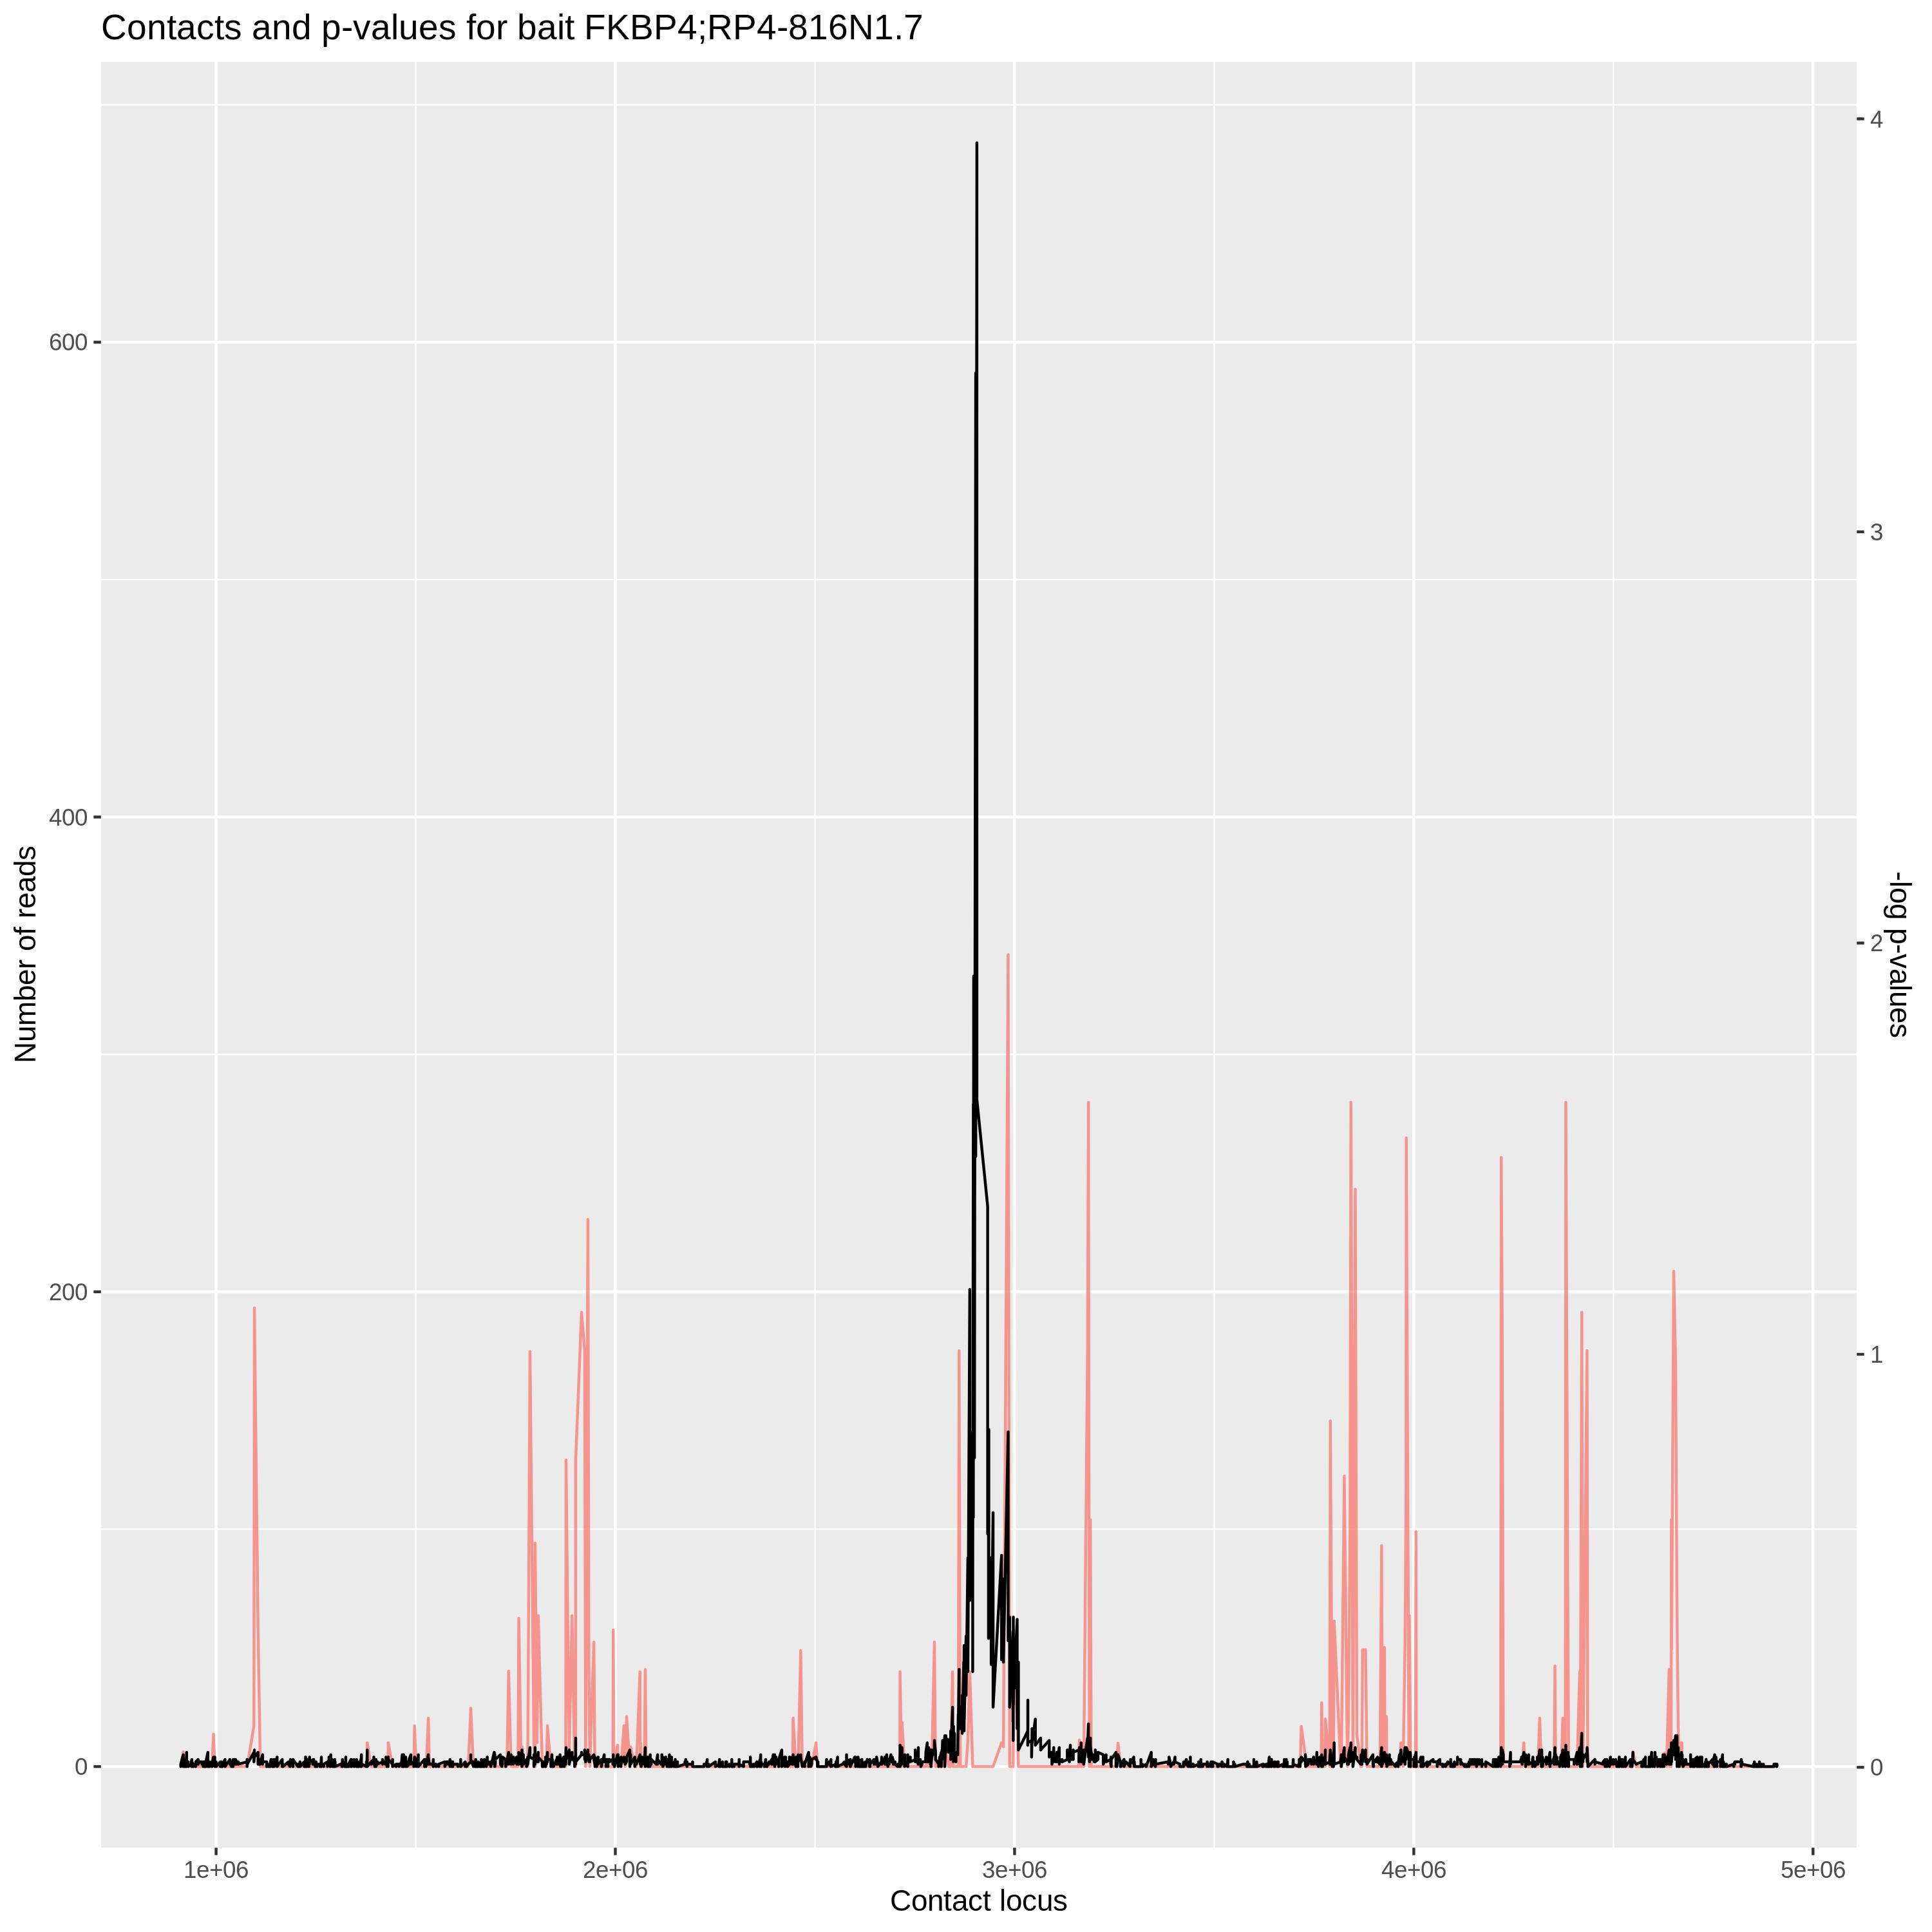 Contacts and p-values for bait FKBP4;RP4-816N1.7
Number of reads
600
400
200
0
4
3
2
1
0
-log p-values
1e+06
2e+06
3e+06
4e+06
5e+06
Contact locus